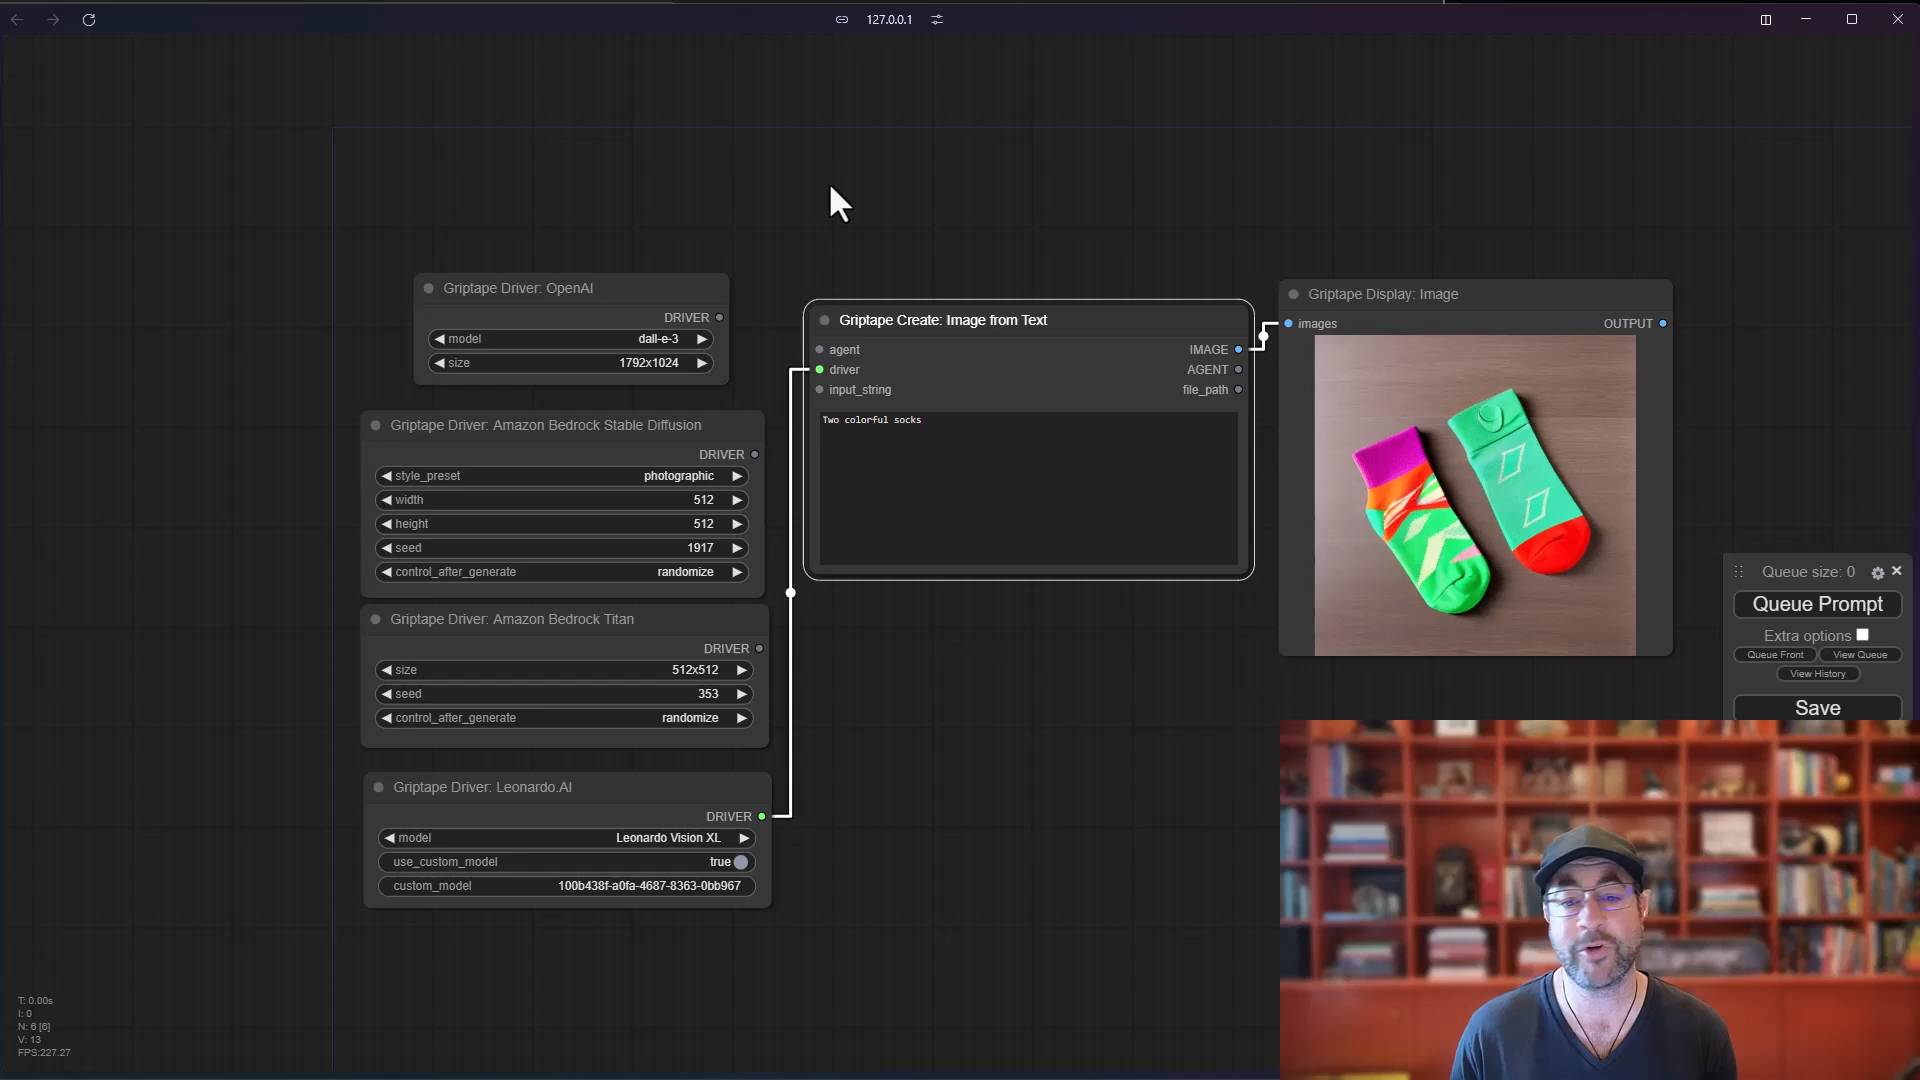 127.0.0.1
Griptape Driver: OpenAI
DRIVER
model dall-e-3
size 1792x1024
Griptape Driver: Amazon Bedrock Stable Diffusion
DRIVER
style_preset photographic
width 512
height 512
seed 1917
control_after_generate randomize
Griptape Driver: Amazon Bedrock Titan
DRIVER
size 512x512
seed 353
control_after_generate randomize
Griptape Driver: Leonardo.AI
DRIVER
model Leonardo Vision XL
use_custom_model true
custom_model 100b438f-a0fa-4687-8363-0bb967
Griptape Create: Image from Text
agent IMAGE
driver AGENT
input_string file_path
Two colorful socks
Griptape Display: Image
images OUTPUT
Queue size: 0
Queue Prompt
Extra options
Queue Front View Queue
View History
Save
T: 0.00s
I: 0
N: 6 [6]
V: 13
FPS:227.27